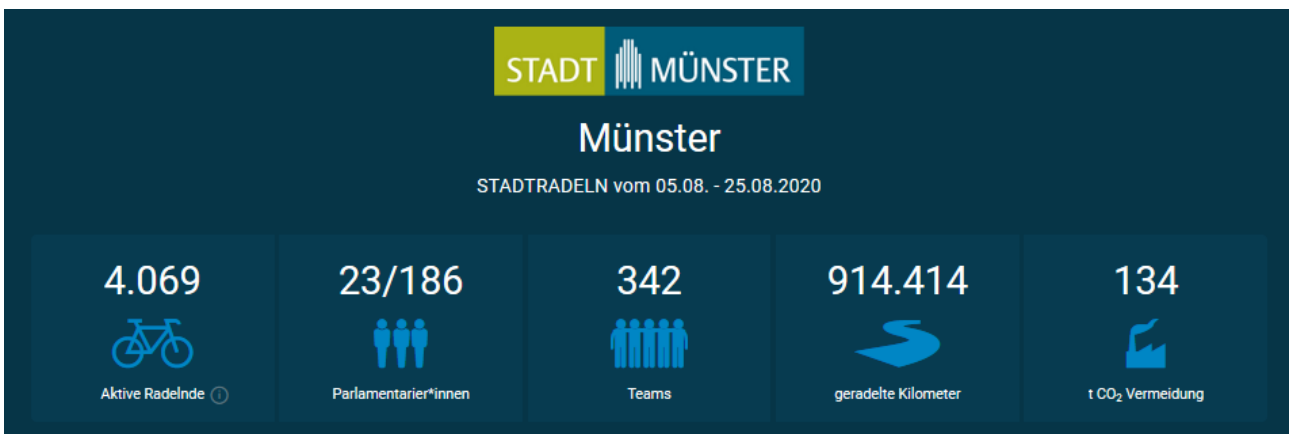 STADT MÜNSTER
Münster
STADTRADELN vom 05.08. - 25.08.2020
4.069
23/186
342
914.414
134
Aktive Radelnde
Parlamentarier*innen
Teams
geradelte Kilometer
t CO₂ Vermeidung